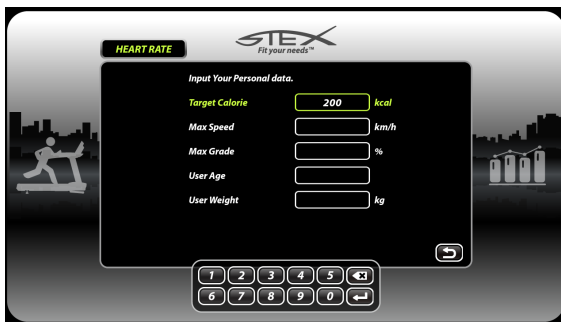 STEX
HEART RATE
Fit your needs™
Input Your Personal data.
Target Calorie 200 kcal
Max Speed km/h
Max Grade %
User Age
User Weight kg
1 2 3 4 5
6 7 8 9 0